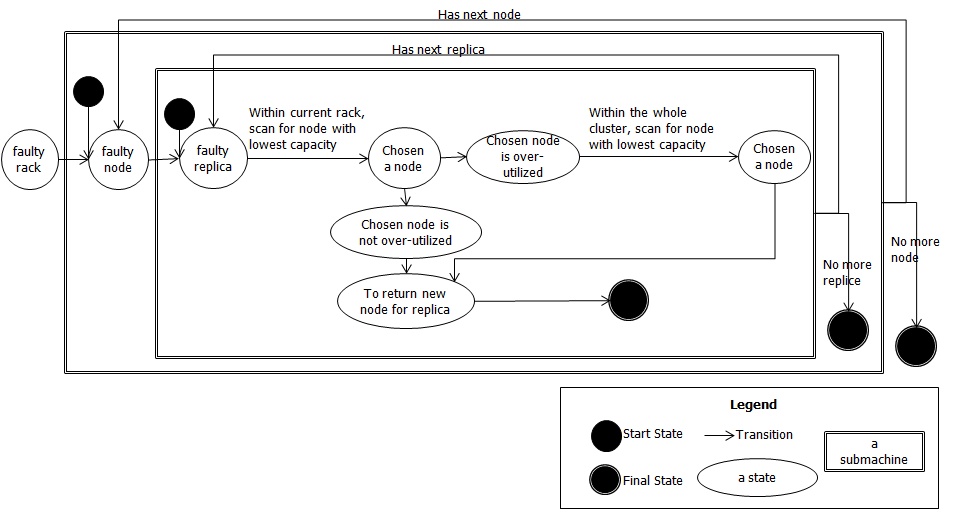 Has next node
Has next replica
Within current rack,
scan for node with
lowest capacity
Within the whole
cluster, scan for node
with lowest capacity
faulty
rack
faulty
node
faulty
replica
Chosen
a node
Chosen node
is over-
utilized
Chosen
a node
Chosen node is
not over-utilized
To return new
node for replica
No more
replice
No more
node
Legend
Start State
Transition
a
submachine
Final State
a state